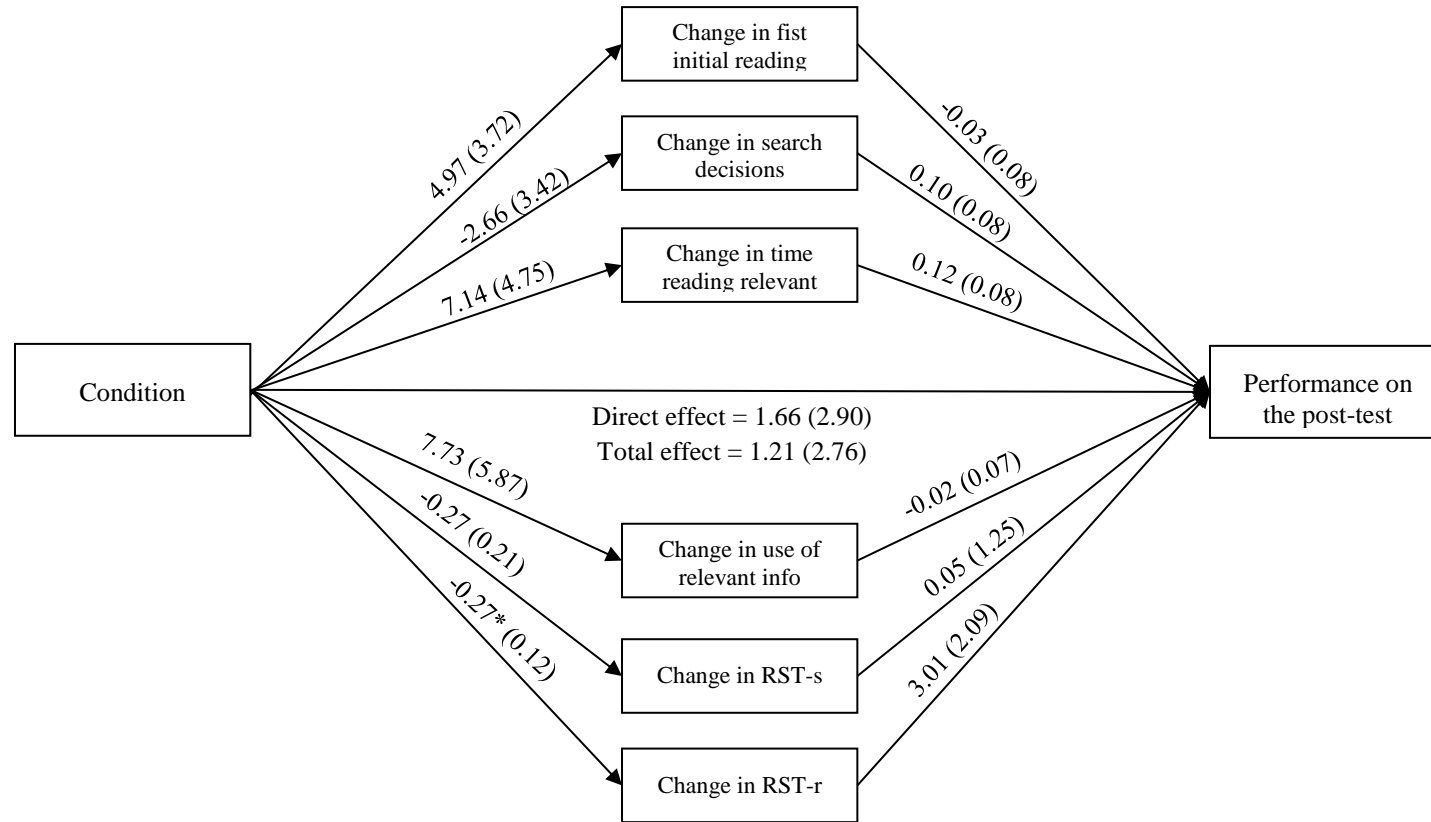 Change in fist
initial reading
4.97 (3.72)
-0.03 (0.08)
Change in search
decisions
-2.66 (3.42)
0.10 (0.08)
Change in time
reading relevant
7.14 (4.75)
0.12 (0.08)
Condition
Performance on
the post-test
Direct effect = 1.66 (2.90)
Total effect = 1.21 (2.76)
7.73 (5.87)
-0.02 (0.07)
Change in use of
relevant info
-0.27 (0.21)
0.05 (1.25)
Change in RST-s
-0.27* (0.12)
3.01 (2.09)
Change in RST-r